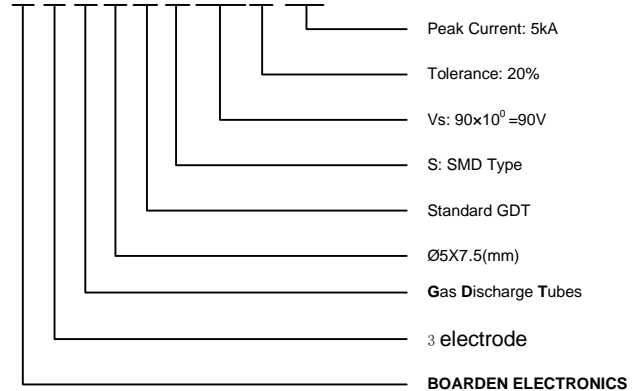 Peak Current: 5kA
Tolerance: 20%
Vs: 90×10⁰ =90V
S: SMD Type
Standard GDT
Ø5X7.5(mm)
Gas Discharge Tubes
3 electrode
BOARDEN ELECTRONICS